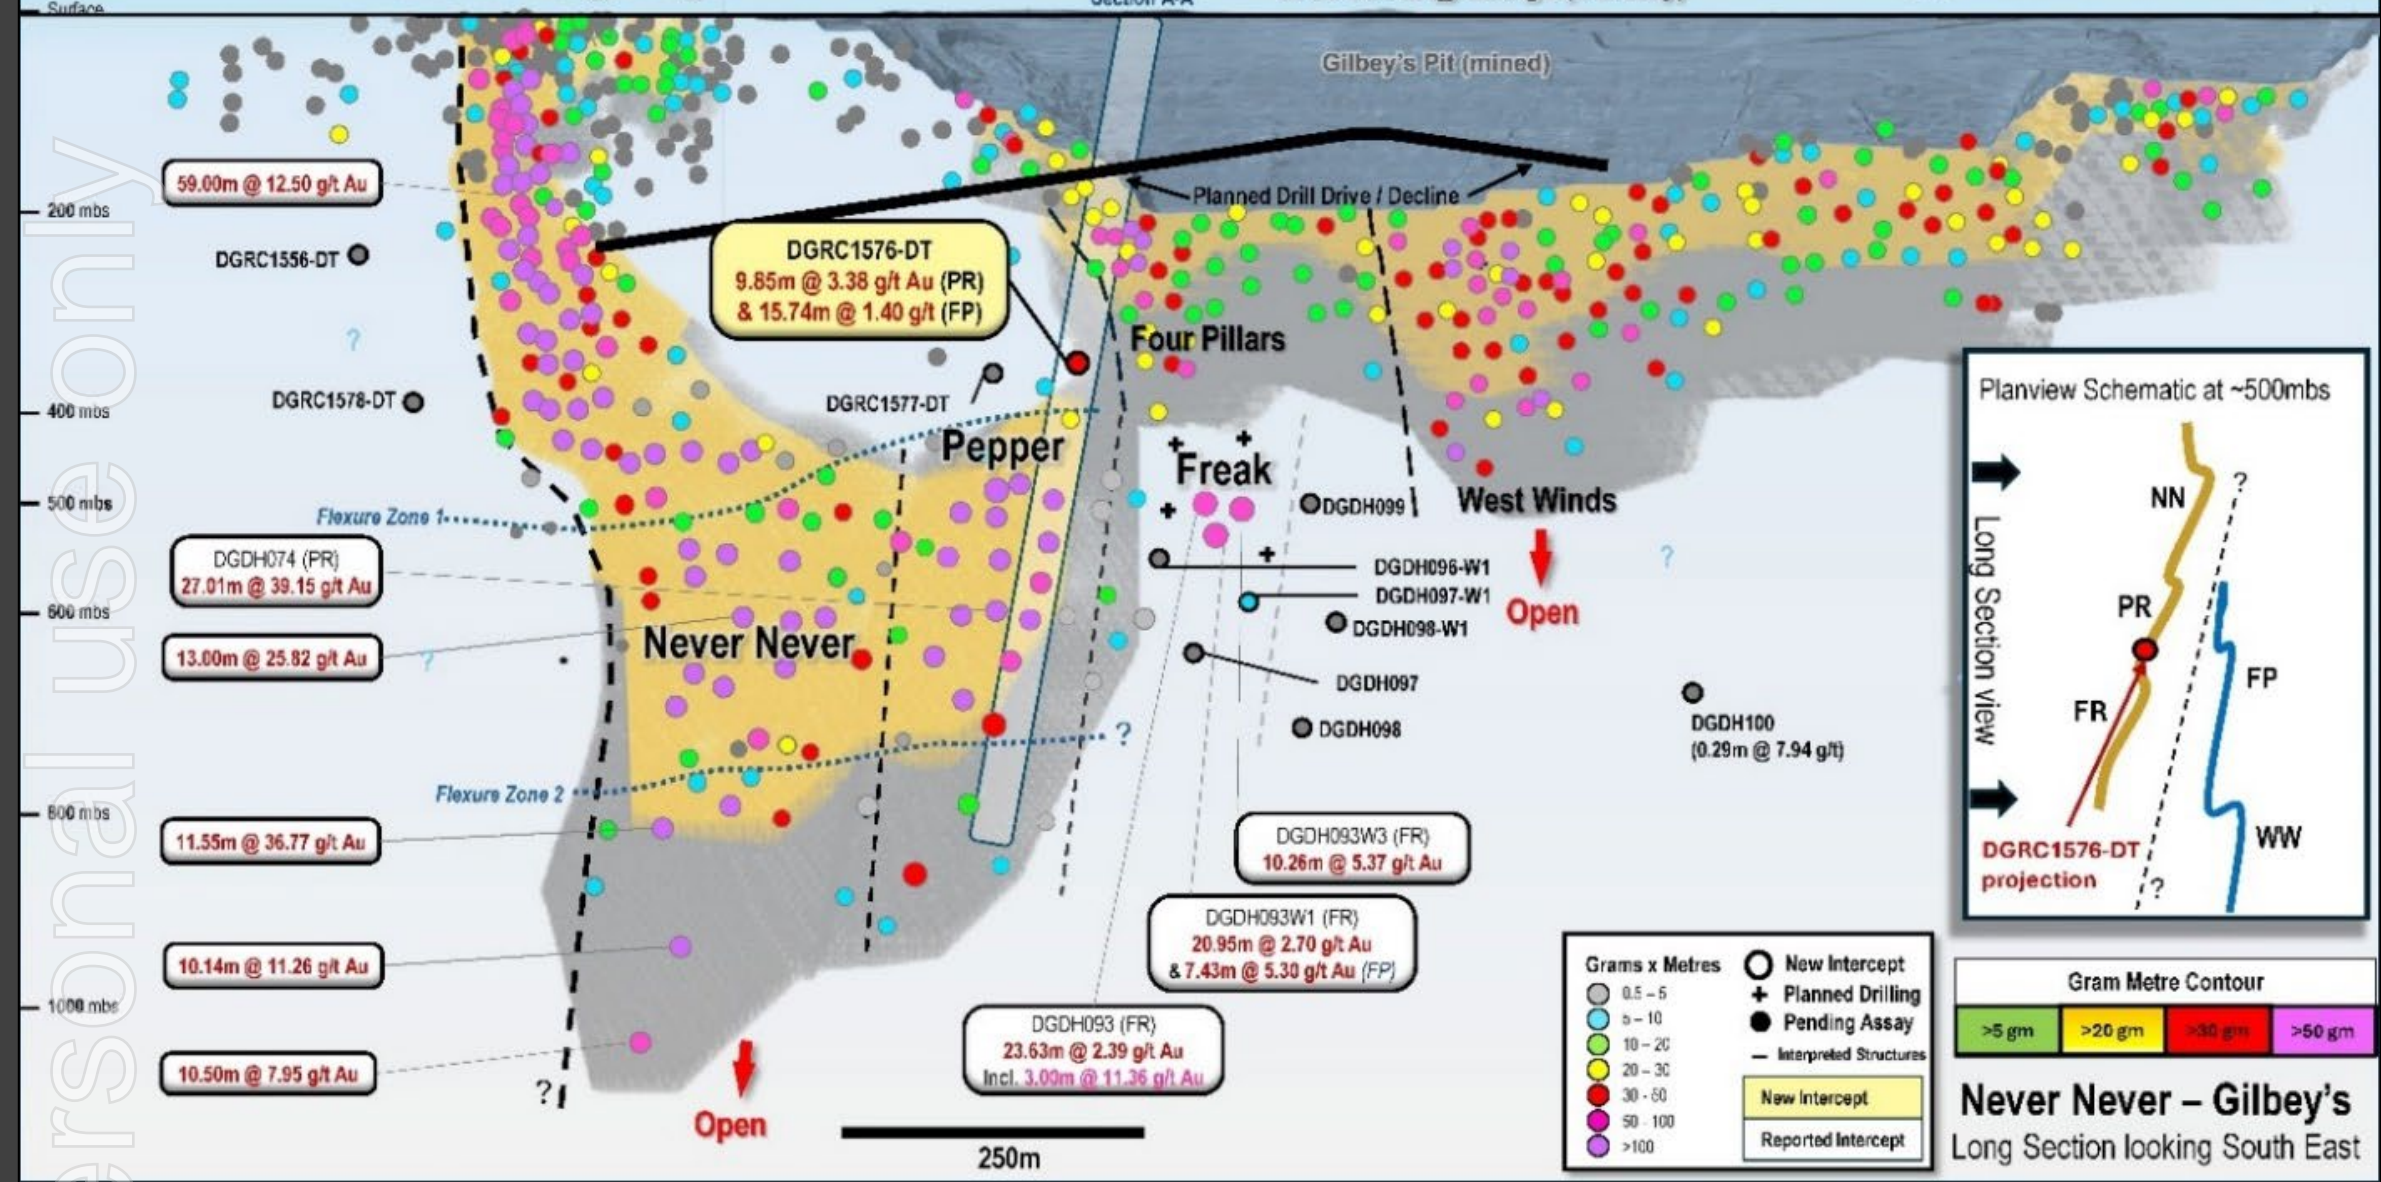 Surface
Section A-A'
Gilbey's Pit (mined)
59.00m @ 12.50 g/t Au
200 mbs
Planned Drill Drive / Decline
DGRC1556-DT
DGRC1576-DT
9.85m @ 3.38 g/t Au (PR)
& 15.74m @ 1.40 g/t (FP)
?
Four Pillars
DGRC1578-DT
DGRC1577-DT
400 mbs
Pepper
Freak
500 mbs
Flexure Zone 1
DGDH099
West Winds
DGDH074 (PR)
27.01m @ 39.15 g/t Au
DGDH096-W1
?
DGDH097-W1
600 mbs
Open
DGDH098-W1
Never Never
13.00m @ 25.82 g/t Au
?
DGDH097
DGDH098
DGDH100
(0.29m @ 7.94 g/t)
?
Flexure Zone 2
800 mbs
11.55m @ 36.77 g/t Au
DGDH093W3 (FR)
10.26m @ 5.37 g/t Au
DGDH093W1 (FR)
20.95m @ 2.70 g/t Au
& 7.43m @ 5.30 g/t Au (FP)
10.14m @ 11.26 g/t Au
1000 mbs
DGDH093 (FR)
23.63m @ 2.39 g/t Au
Incl. 3.00m @ 11.36 g/t Au
10.50m @ 7.95 g/t Au
?
Open
250m
Planview Schematic at ~500mbs
Long Section view
NN
?
PR
FP
FR
WW
DGRC1576-DT
projection
?
Grams x Metres
0.5 – 5
5 – 10
10 – 20
20 – 30
30 - 50
50 - 100
>100
New Intercept
Planned Drilling
Pending Assay
Interpreted Structures
New Intercept
Reported Intercept
Gram Metre Contour
>5 gm
>20 gm
>30 gm
>50 gm
Never Never – Gilbey's
Long Section looking South East
ersonal use only